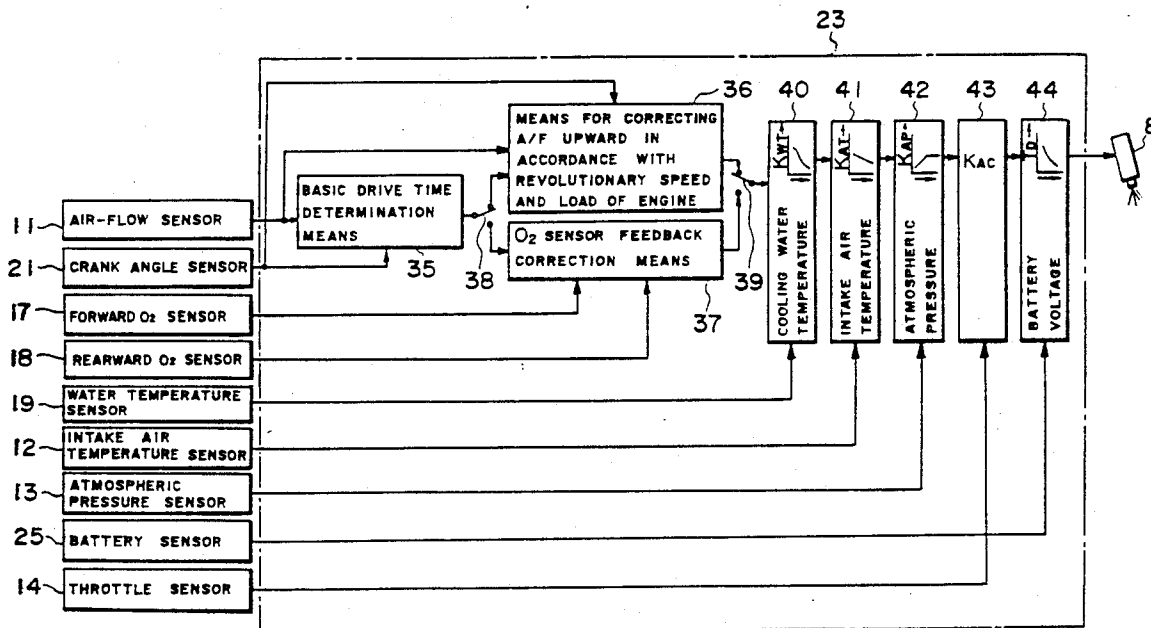 23
36
MEANS FOR CORRECTING
A/F UPWARD IN
ACCORDANCE WITH
REVOLUTIONARY SPEED
AND LOAD OF ENGINE
40
41
42
43
44
8
KWT
KAT
KAP
KAC
D
COOLING WATER
TEMPERATURE
INTAKE AIR
TEMPERATURE
ATMOSPHERIC
PRESSURE
BATTERY
VOLTAGE
BASIC DRIVE TIME
DETERMINATION
MEANS
35
38
39
O2 SENSOR FEEDBACK
CORRECTION MEANS
37
11
AIR-FLOW SENSOR
21
CRANK ANGLE SENSOR
17
FORWARD O2 SENSOR
18
REARWARD O2 SENSOR
19
WATER TEMPERATURE
SENSOR
12
INTAKE AIR
TEMPERATURE SENSOR
13
ATMOSPHERIC
PRESSURE SENSOR
25
BATTERY SENSOR
14
THROTTLE SENSOR